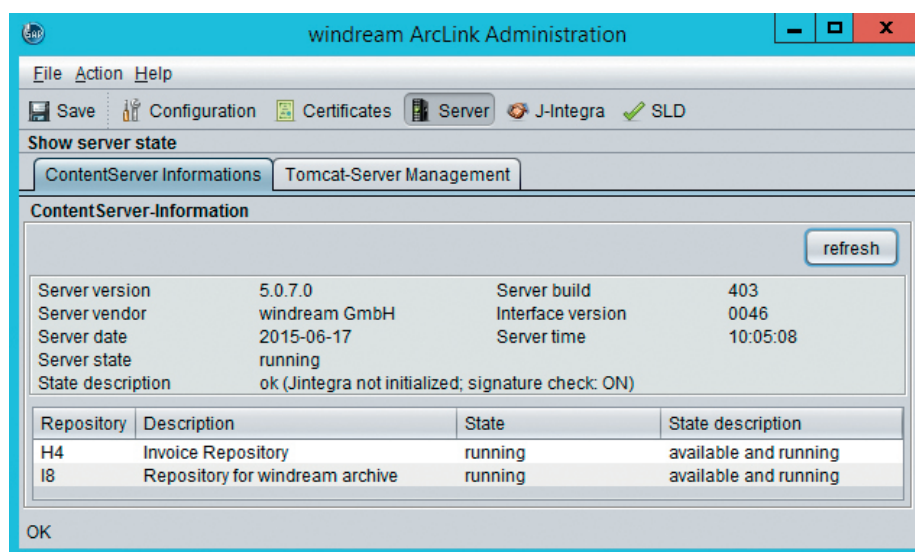 SAP
windream ArcLink Administration
X
File Action Help
Save Configuration Certificates Server J-Integra SLD
Show server state
ContentServer Informations Tomcat-Server Management
ContentServer-Information
refresh
Server version 5.0.7.0 Server build 403
Server vendor windream GmbH Interface version 0046
Server date 2015-06-17 Server time 10:05:08
Server state running
State description ok (Jintegra not initialized; signature check: ON)
Repository Description State State description
H4 Invoice Repository running available and running
I8 Repository for windream archive running available and running
OK